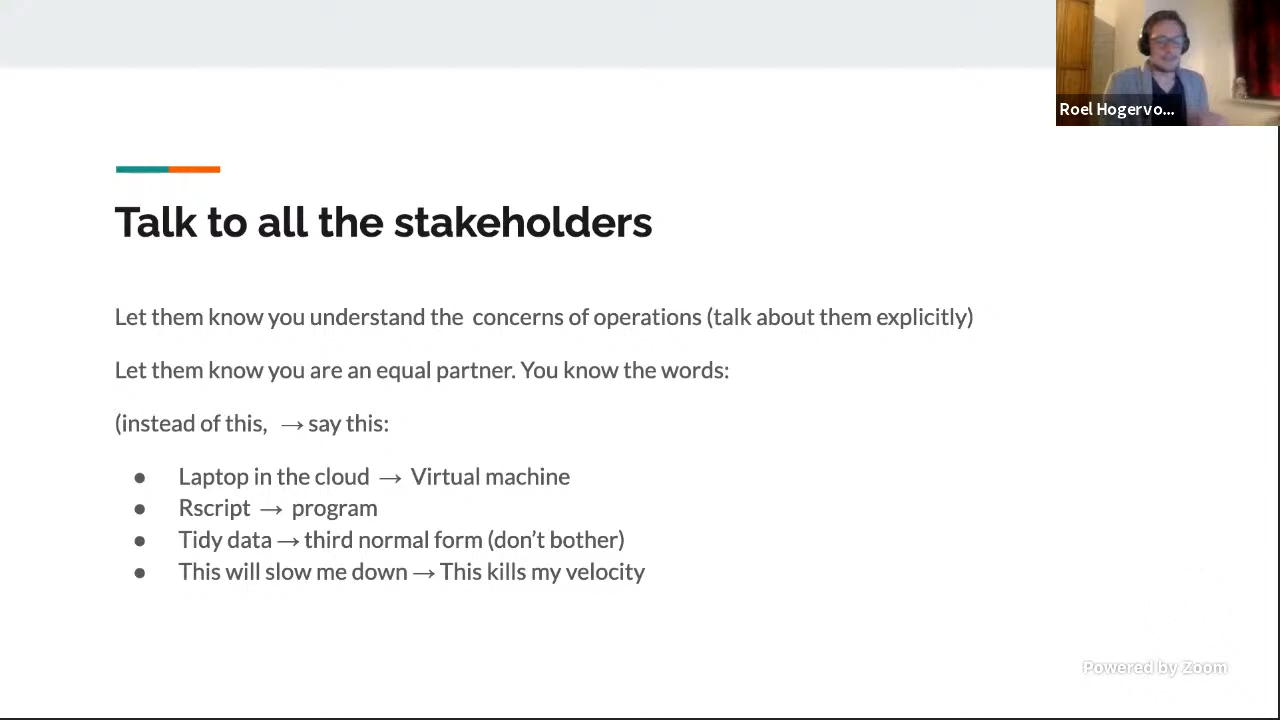 Roel Hogervo...
Talk to all the stakeholders
Let them know you understand the concerns of operations (talk about them explicitly)
Let them know you are an equal partner. You know the words:
(instead of this, → say this:
● Laptop in the cloud → Virtual machine
● Rscript → program
● Tidy data → third normal form (don’t bother)
● This will slow me down → This kills my velocity
Powered by Zoom